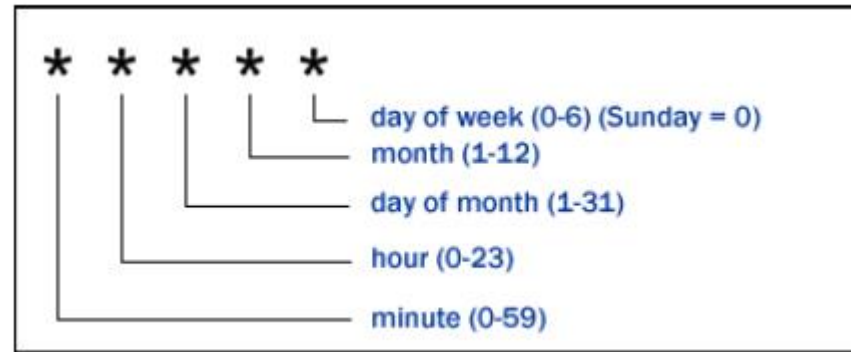 * * * * *
day of week (0-6) (Sunday = 0)
month (1-12)
day of month (1-31)
hour (0-23)
minute (0-59)